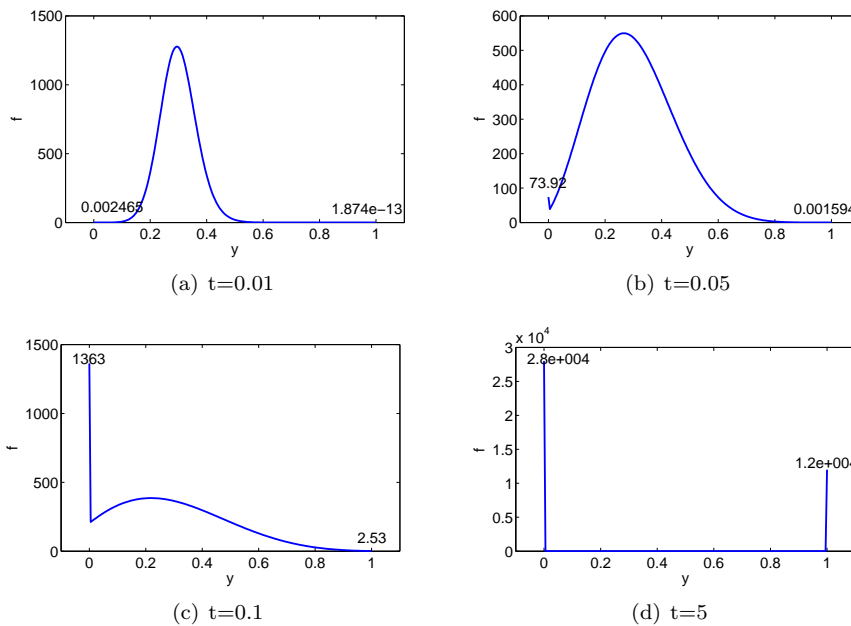 1500
1000
500
0
f
0.002465
1.874e−13
0 0.2 0.4 0.6 0.8 1
y
(a) t=0.01
600
500
400
300
200
100
0
f
73.92
0.001594
0 0.2 0.4 0.6 0.8 1
y
(b) t=0.05
1500
1000
500
0
f
1363
2.53
0 0.2 0.4 0.6 0.8 1
y
(c) t=0.1
x 10^4
3
2.5
2
1.5
1
0.5
0
f
2.8e+004
1.2e+004
0 0.2 0.4 0.6 0.8 1
y
(d) t=5